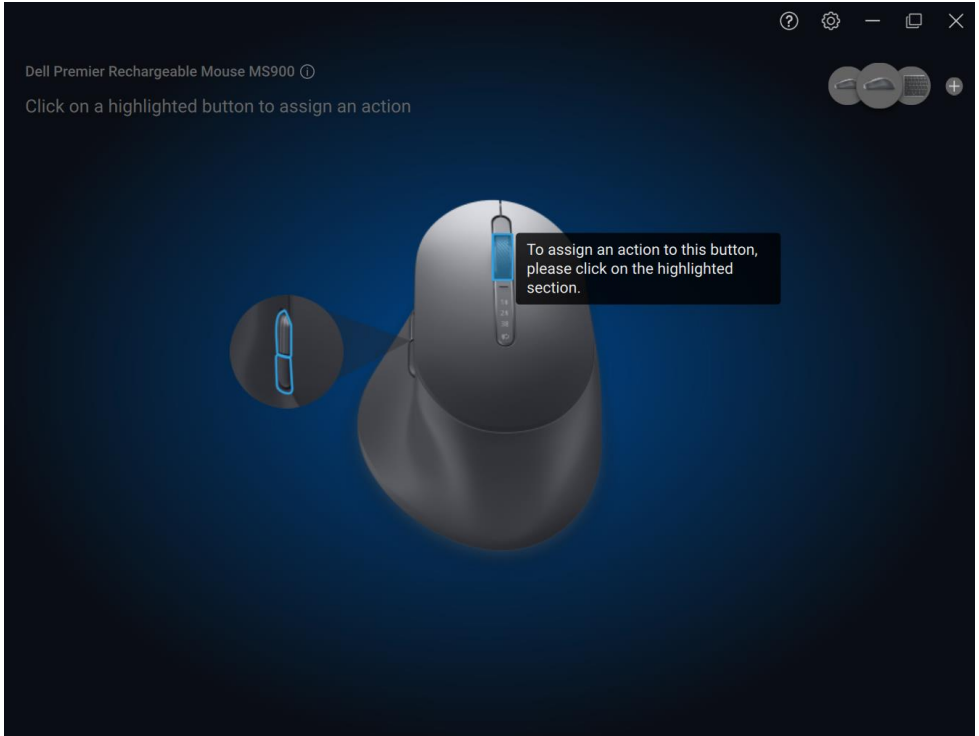 Dell Premier Rechargeable Mouse MS900
Click on a highlighted button to assign an action
To assign an action to this button,
please click on the highlighted
section.